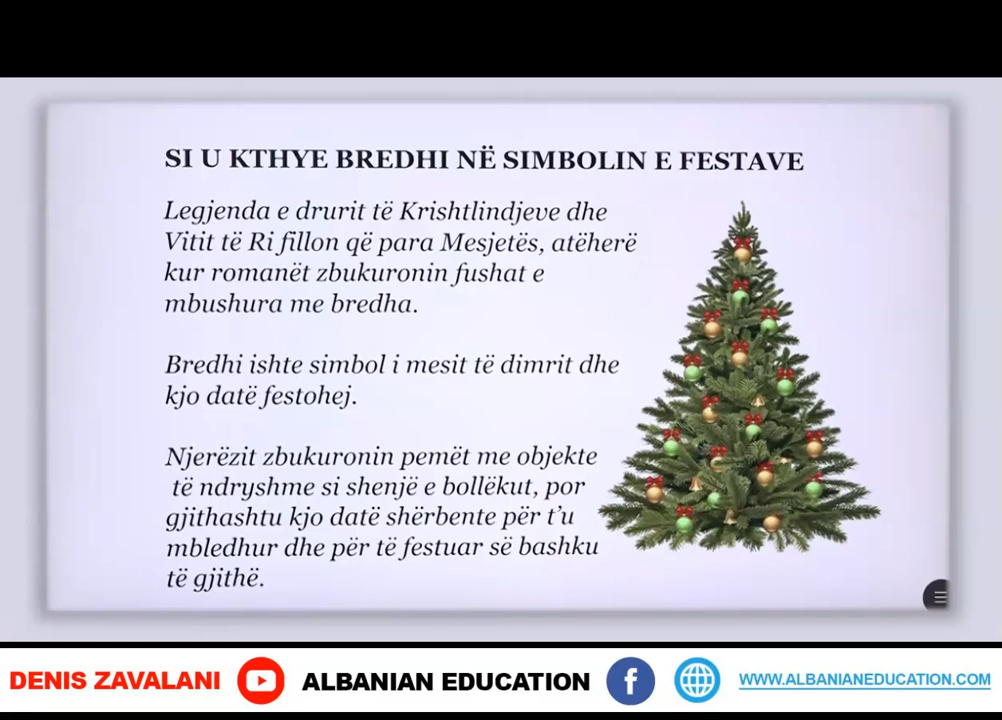 SI U KTHYE BREDHI NË SIMBOLIN E FESTAVE
Legjenda e drurit të Krishtlindjeve dhe
Vitit të Ri fillon që para Mesjetës, atëherë
kur romanët zbukuronin fushat e
mbushura me bredha.
Bredhi ishte simbol i mesit të dimrit dhe
kjo datë festohej.
Njerëzit zbukuronin pemët me objekte
të ndryshme si shenjë e bollëkut, por
gjithashtu kjo datë shërbente për t'u
mbledhur dhe për të festuar së bashku
të gjithë.
DENIS ZAVALANI ALBANIAN EDUCATION f WWW.ALBANIANEDUCATION.COM